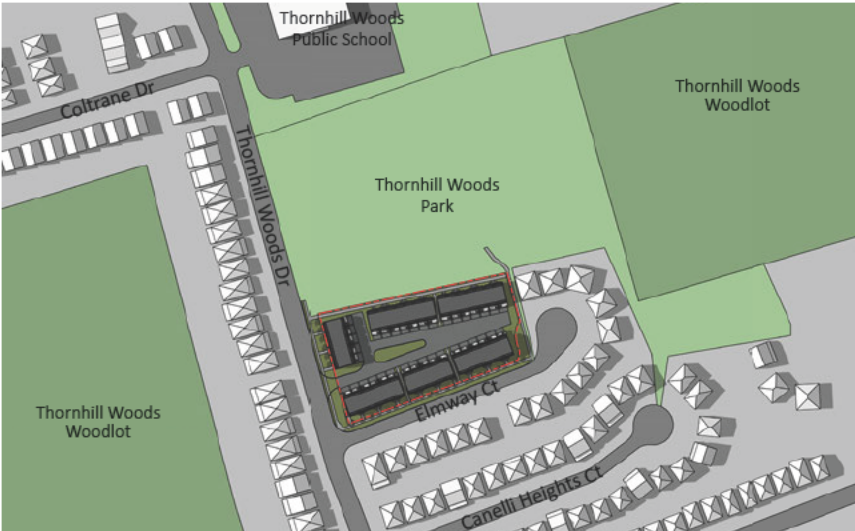 Thornhill Woods
Public School
Coltrane Dr
Thornhill Woods
Woodlot
Thornhill Woods Dr
Thornhill Woods
Park
Thornhill Woods
Woodlot
Elmway Ct
Canelli Heights Ct